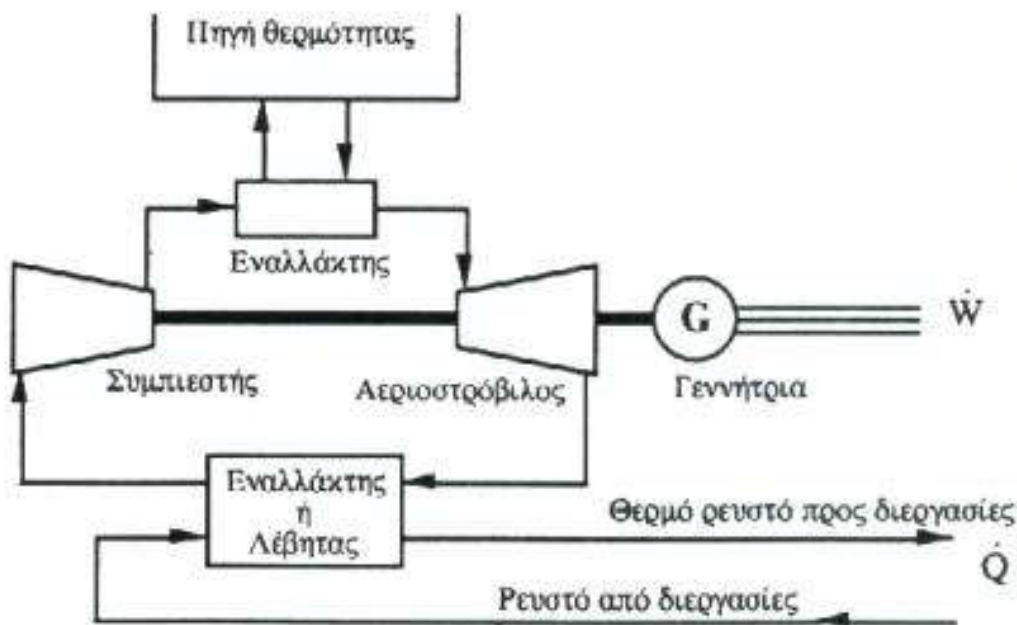 Πηγή θερμότητας
Εναλλάκτης
Συμπιεστής
Αεριοστρόβιλος
G
Γεννήτρια
Ẇ
Εναλλάκτης
ή
Λέβητας
Θερμό ρευστό προς διεργασίες
Q̇
Ρευστό από διεργασίες